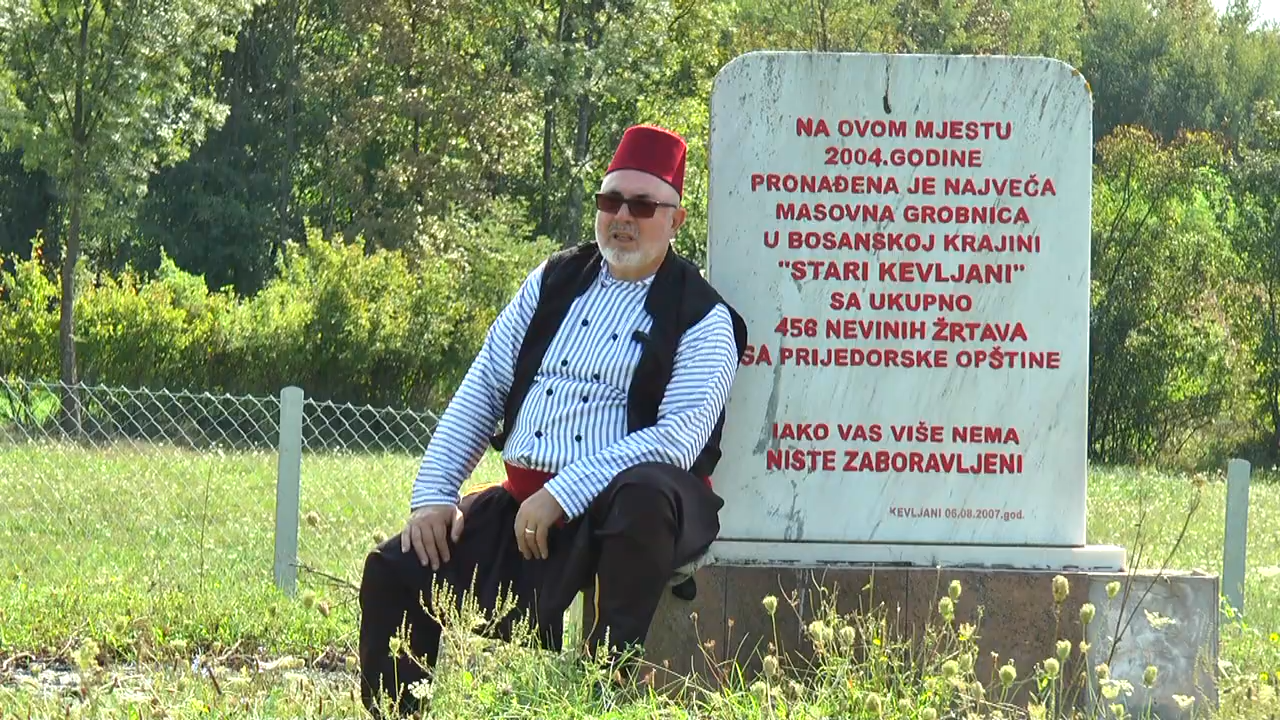 NA OVOM MJESTU
2004.GODINE
PRONAĐENA JE NAJVEČA
MASOVNA GROBNICA
U BOSANSKOJ KRAJINI
"STARI KEVLJANI"
SA UKUPNO
456 NEVINIH ŽRTAVA
SA PRIJEDORSKE OPŠTINE
IAKO VAS VIŠE NEMA
NISTE ZABORAVLJENI
KEVLJANI 06.08.2007.god.